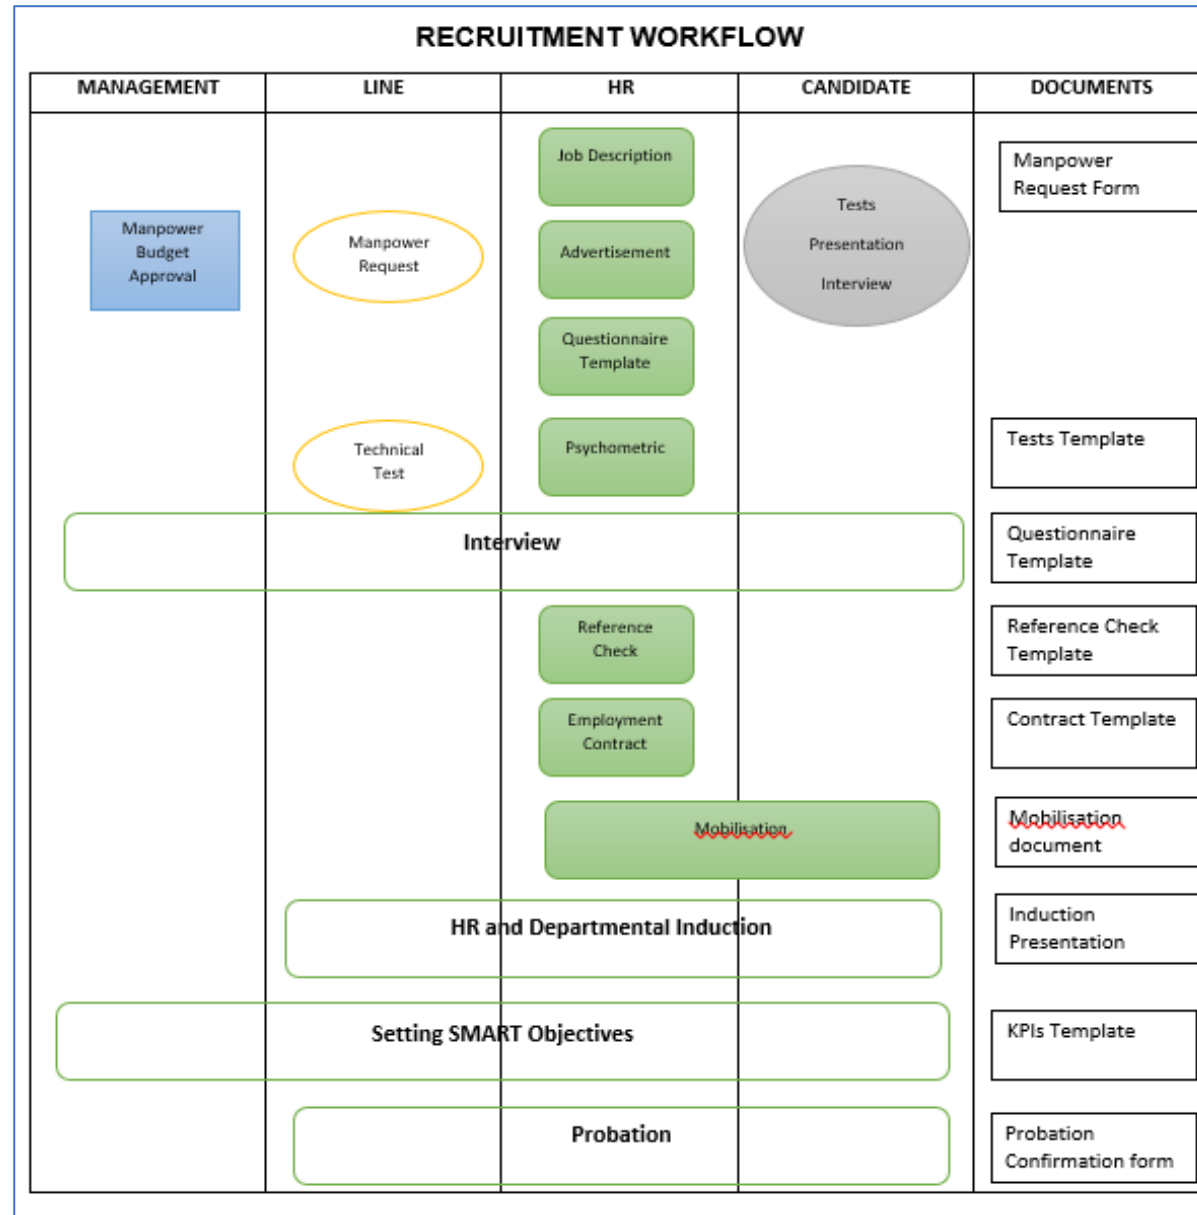 RECRUITMENT WORKFLOW
MANAGEMENT
LINE
HR
CANDIDATE
DOCUMENTS
Job Description
Manpower
Request Form
Tests
Presentation
Interview
Manpower
Budget
Approval
Manpower
Request
Advertisement
Questionnaire
Template
Technical
Test
Psychometric
Tests Template
Interview
Questionnaire
Template
Reference
Check
Reference Check
Template
Employment
Contract
Contract Template
Mobilisation
Mobilisation
document
HR and Departmental Induction
Induction
Presentation
Setting SMART Objectives
KPIs Template
Probation
Probation
Confirmation form